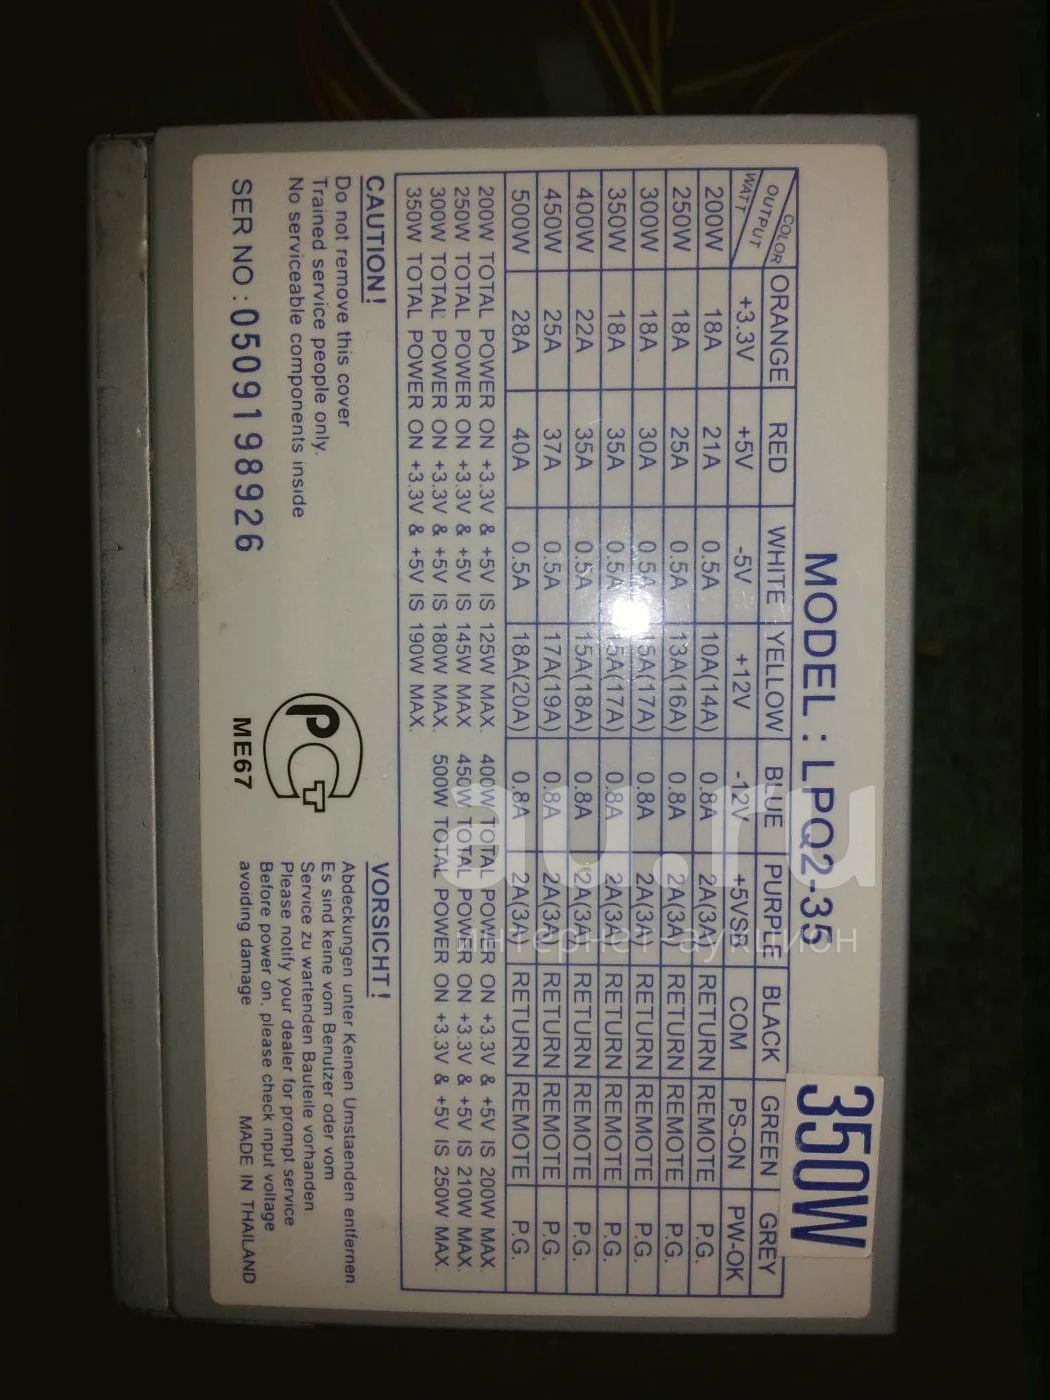 MODEL : LPQ2-35
350W
COLOR ORANGE RED WHITE YELLOW BLUE PURPLE BLACK GREEN GREY
OUTPUT
WATT +3.3V +5V -5V +12V -12V +5VSB COM PS-ON PW-OK
200W 18A 21A 0.5A 10A(14A) 0.8A 2A(3A) RETURN REMOTE P.G.
250W 18A 25A 0.5A 13A(16A) 0.8A 2A(3A) RETURN REMOTE P.G.
300W 18A 30A 0.5A 15A(17A) 0.8A 2A(3A) RETURN REMOTE P.G.
350W 18A 35A 0.5A 15A(17A) 0.8A 2A(3A) RETURN REMOTE P.G.
400W 22A 35A 0.5A 15A(18A) 0.8A 2A(3A) RETURN REMOTE P.G.
450W 25A 37A 0.5A 17A(19A) 0.8A 2A(3A) RETURN REMOTE P.G.
500W 28A 40A 0.5A 18A(20A) 0.8A 2A(3A) RETURN REMOTE P.G.
200W TOTAL POWER ON +3.3V & +5V IS 125W MAX. 400W TOTAL POWER ON +3.3V & +5V IS 200W MAX.
250W TOTAL POWER ON +3.3V & +5V IS 145W MAX 450W TOTAL POWER ON +3.3V & +5V IS 210W MAX.
300W TOTAL POWER ON +3.3V & +5V IS 180W MAX. 500W TOTAL POWER ON +3.3V & +5V IS 250W MAX.
350W TOTAL POWER ON +3.3V & +5V IS 190W MAX.
CAUTION!
Do not remove this cover
Trained service people only.
No serviceable components inside
SER NO : 0509198926
РСТ
ME67
VORSICHT !
Abdeckungen unter Keinen Umstaenden entfernen.
Es sind keine vom Benutzer oder vom
Service zu wartenden Bauteile vorhanden
Please notify your dealer for prompt service
Before power on, please check input voltage
avoiding damage
MADE IN THAILAND
au.ru
интернет аукцион